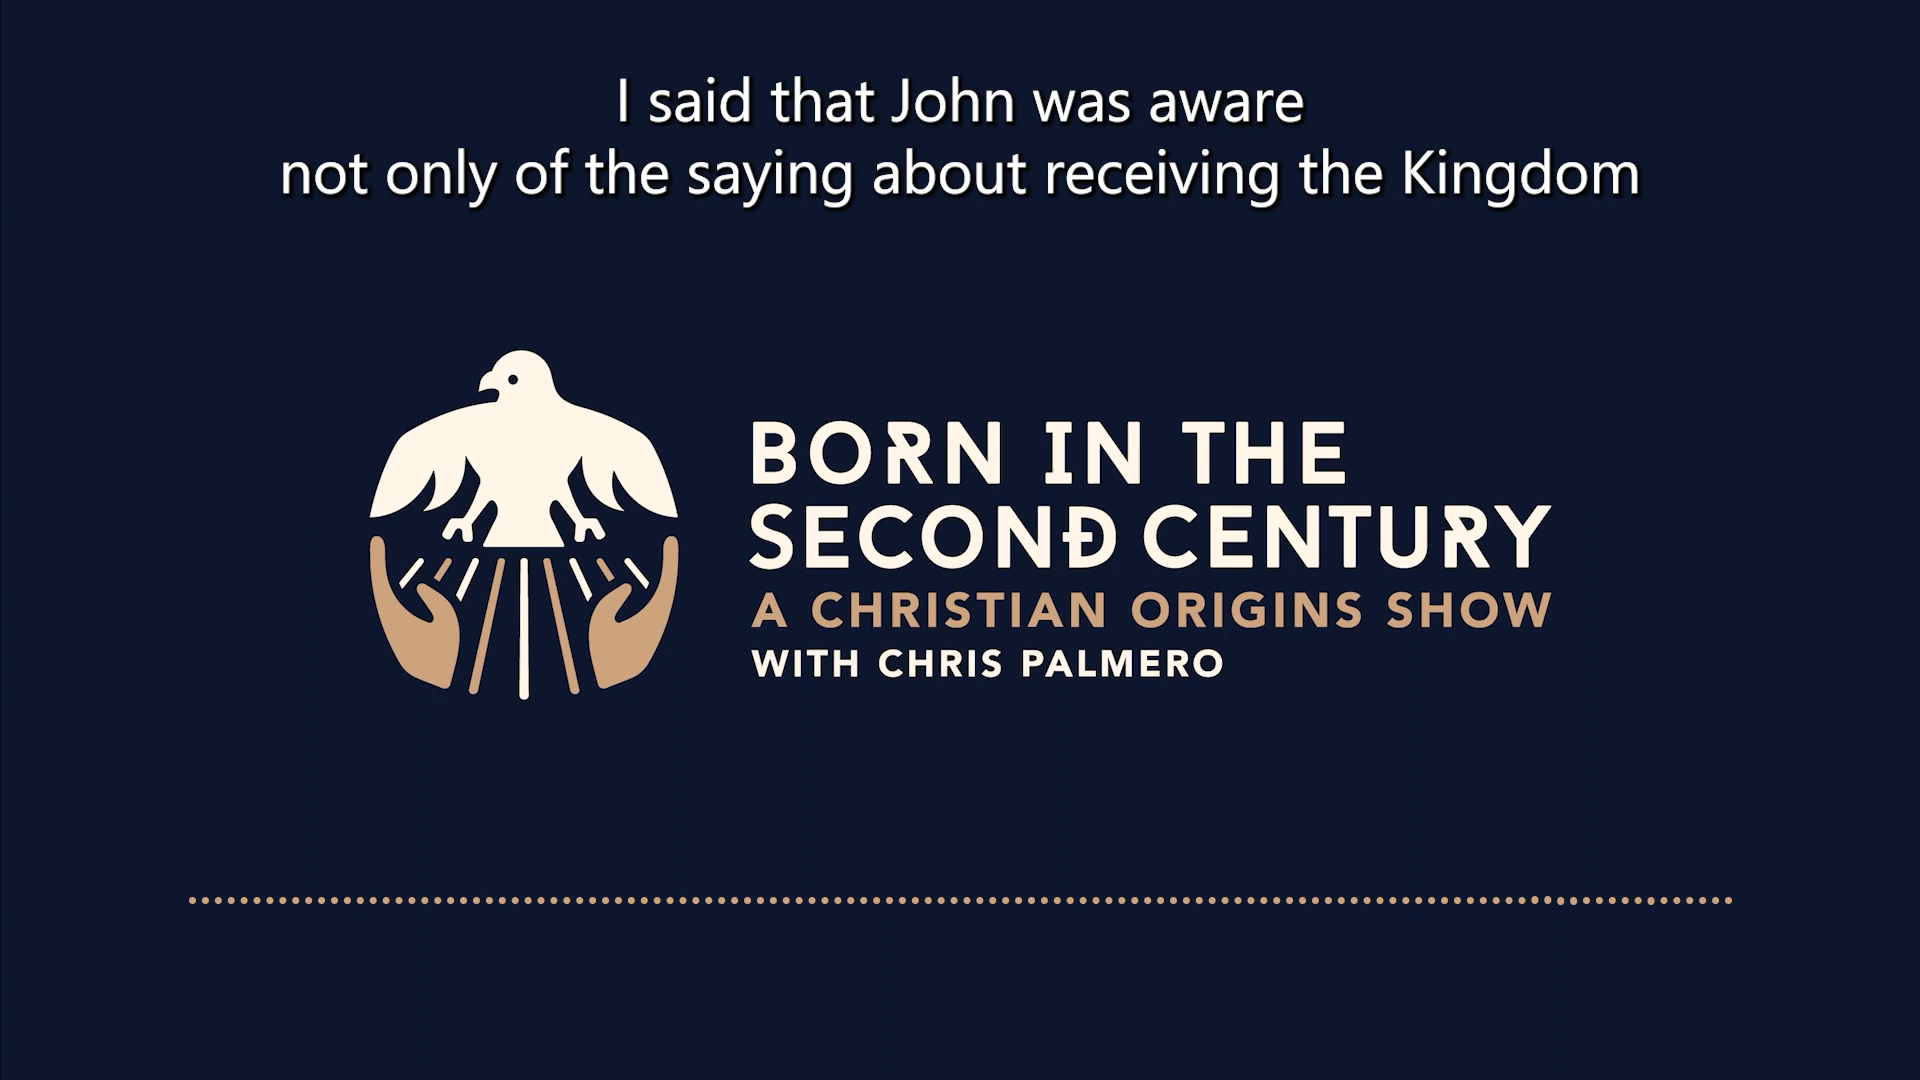 I said that John was aware
not only of the saying about receiving the Kingdom
BORN IN THE
SECOND CENTURY
A CHRISTIAN ORIGINS SHOW
WITH CHRIS PALMERO